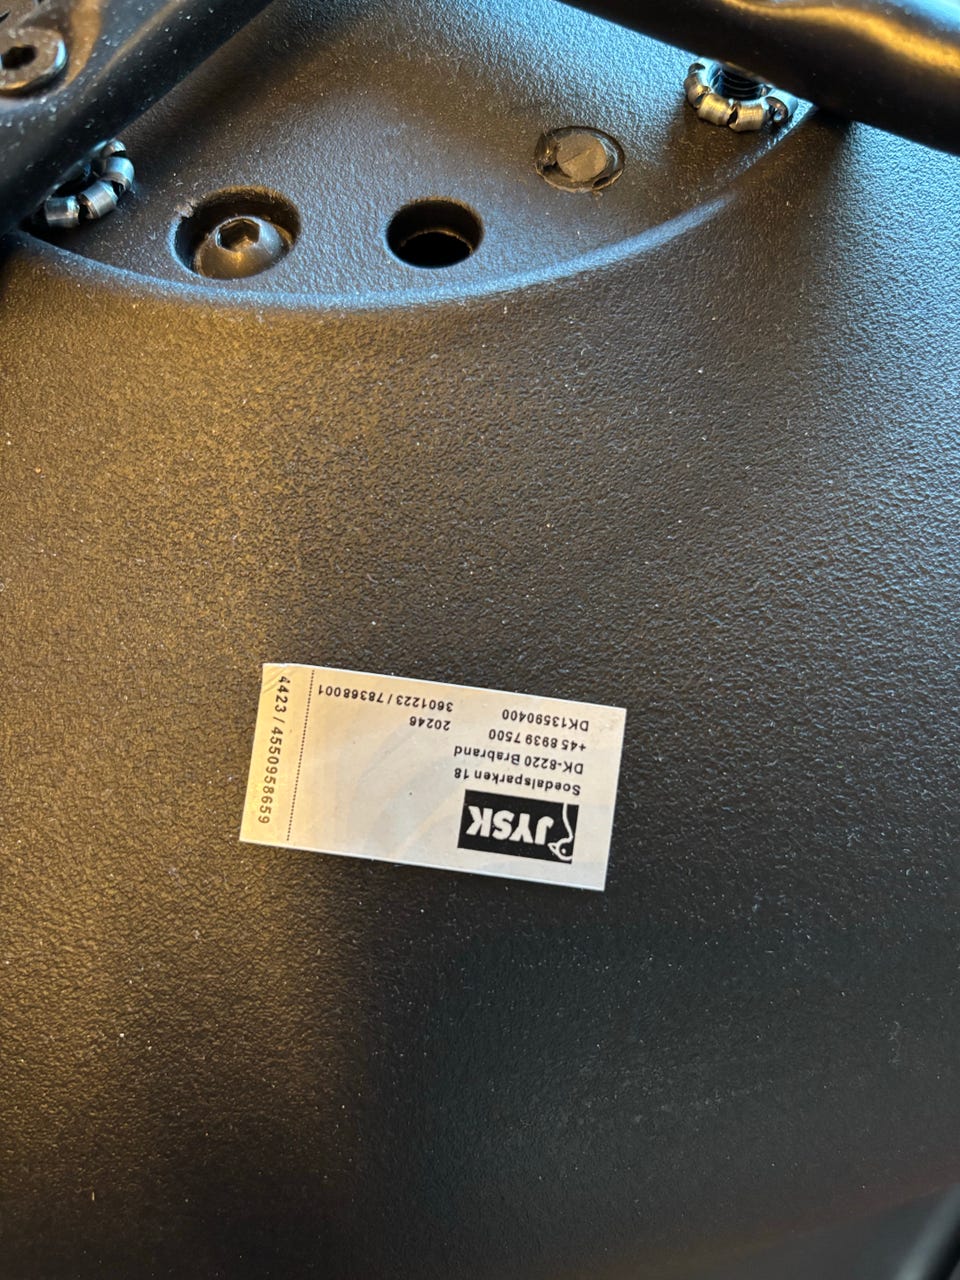 JYSK
Soedalsparken 18
DK-8220 Brabrand
+45 8939 7500
DK13590400
20246
3601223 / 78368001
4423 / 4550958659